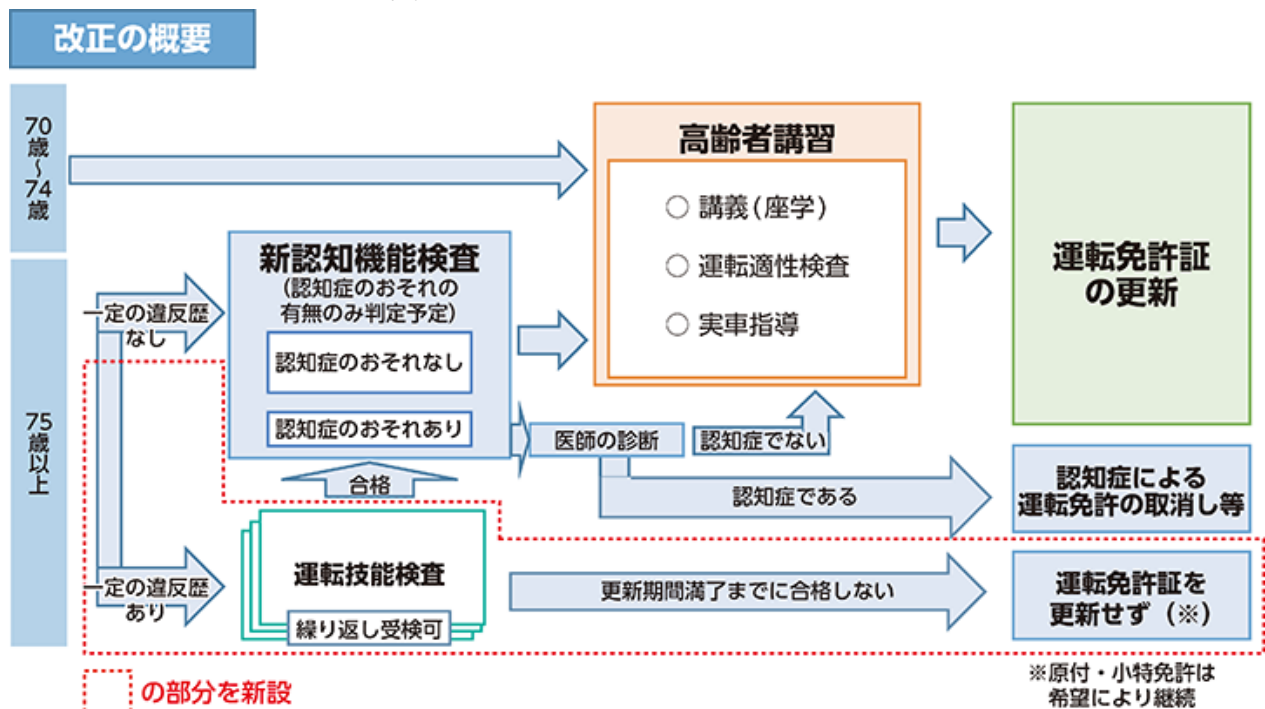 改正の概要
70歳～74歳
高齢者講習
○ 講義(座学)
○ 運転適性検査
○ 実車指導
運転免許証
の更新
75歳以上
一定の違反歴
なし
新認知機能検査
(認知症のおそれの
有無のみ判定予定)
認知症のおそれなし
認知症のおそれあり
医師の診断
認知症でない
認知症である
認知症による
運転免許の取消し等
合格
一定の違反歴
あり
運転技能検査
繰り返し受検可
更新期間満了までに合格しない
運転免許証を
更新せず（※）
※原付・小特免許は
希望により継続
の部分を新設